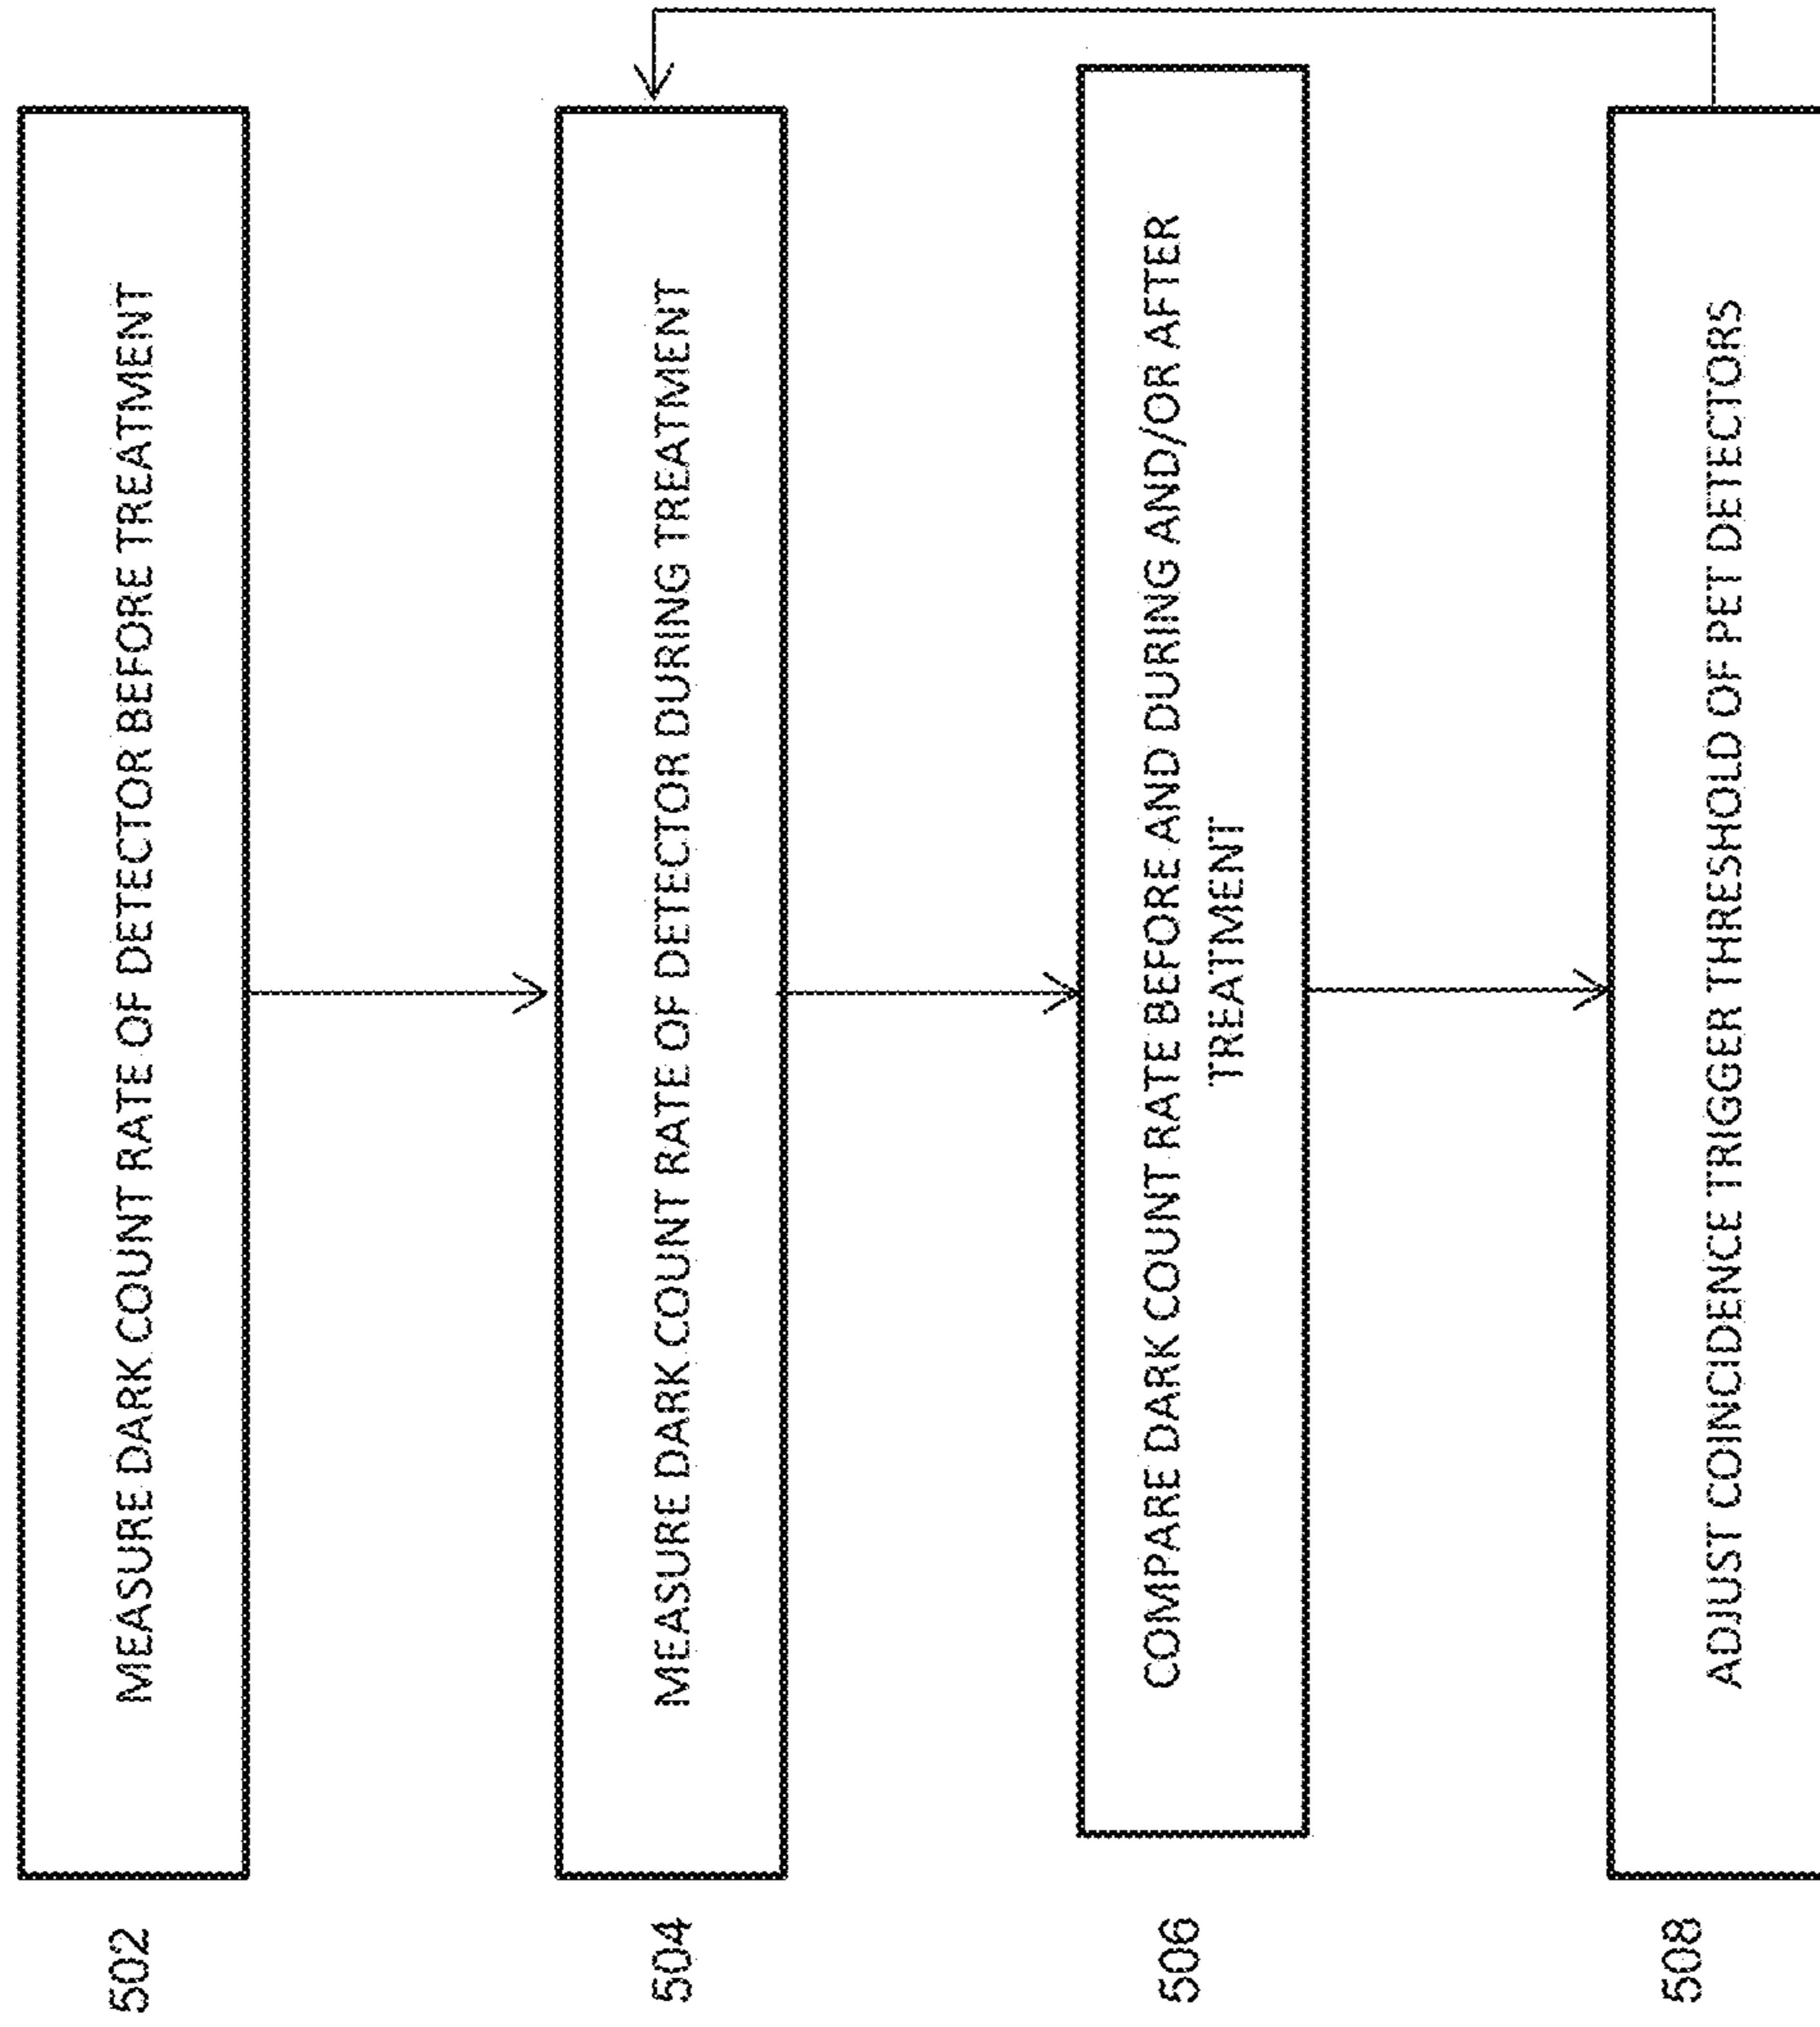 502
MEASURE DARK COUNT RATE OF DETECTOR BEFORE TREATMENT
504
MEASURE DARK COUNT RATE OF DETECTOR DURING TREATMENT
506
COMPARE DARK COUNT RATE BEFORE AND DURING AND/OR AFTER
TREATMENT
508
ADJUST COINCIDENCE TRIGGER THRESHOLD OF PET DETECTORS